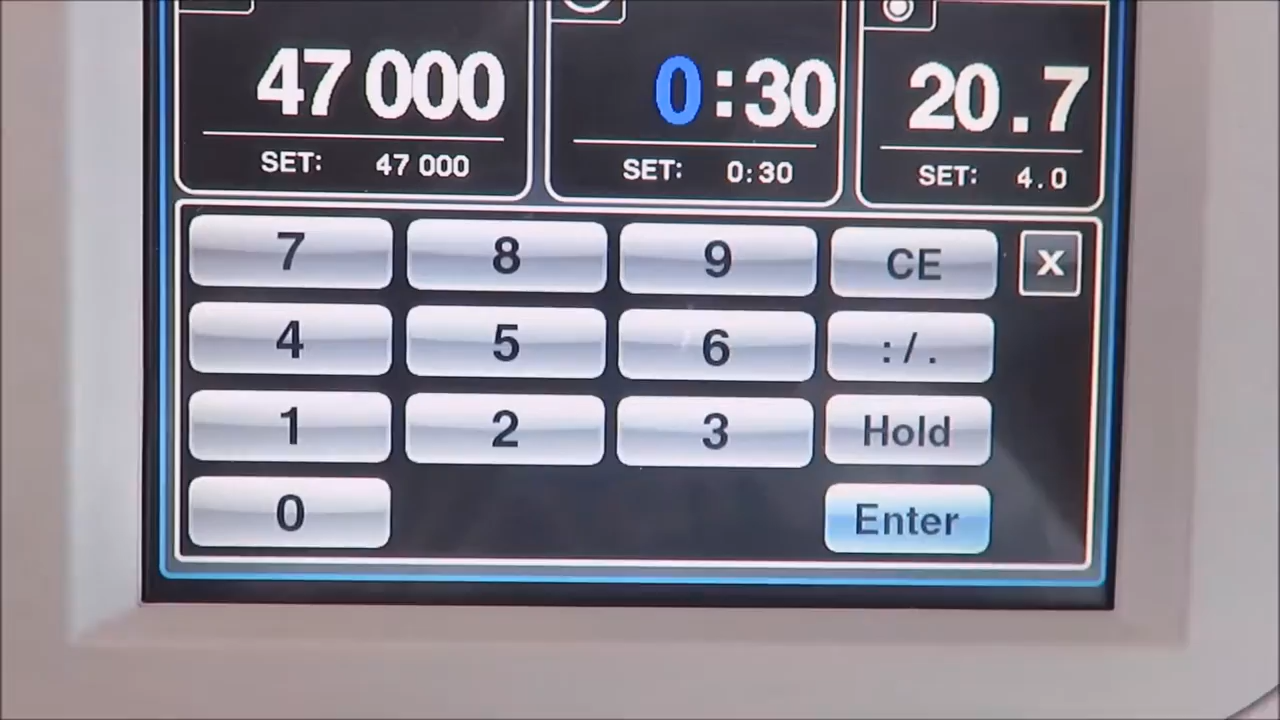 47 000 0:30 20.7
SET: 47 000 SET: 0:30 SET: 4.0
7 8 9 CE X
4 5 6 :/.
1 2 3 Hold
0 Enter